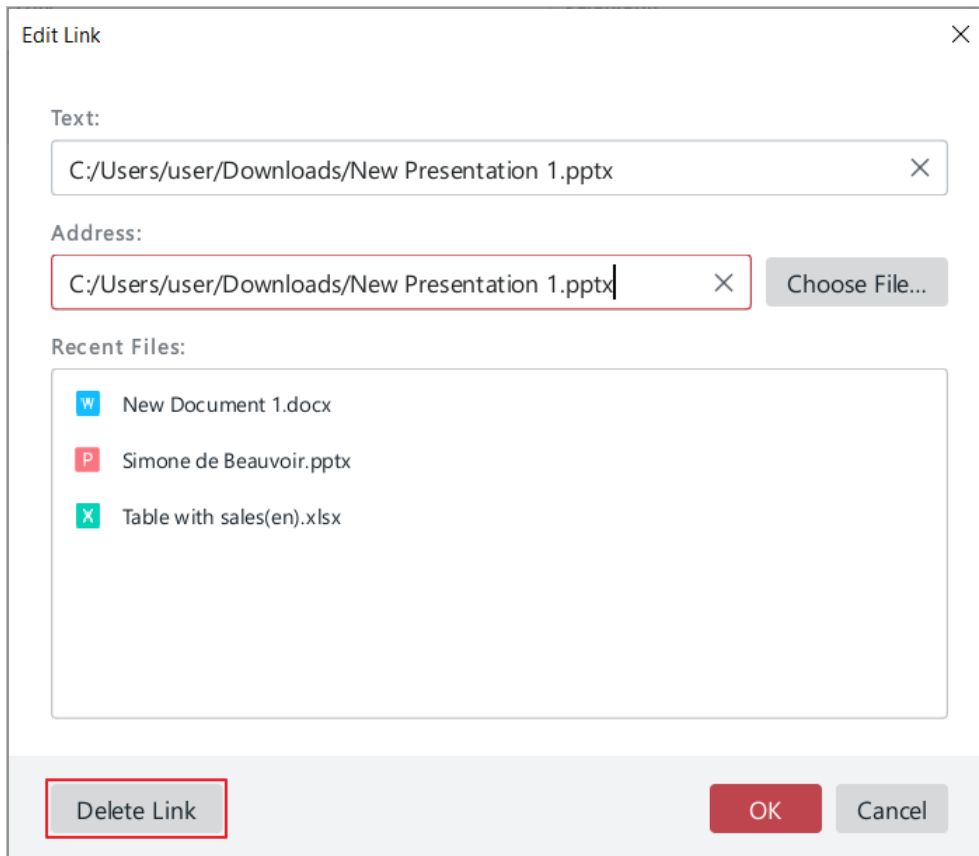 Edit Link
Text:
C:/Users/user/Downloads/New Presentation 1.pptx
Address:
C:/Users/user/Downloads/New Presentation 1.pptx
Choose File...
Recent Files:
W New Document 1.docx
P Simone de Beauvoir.pptx
X Table with sales(en).xlsx
Delete Link
OK
Cancel